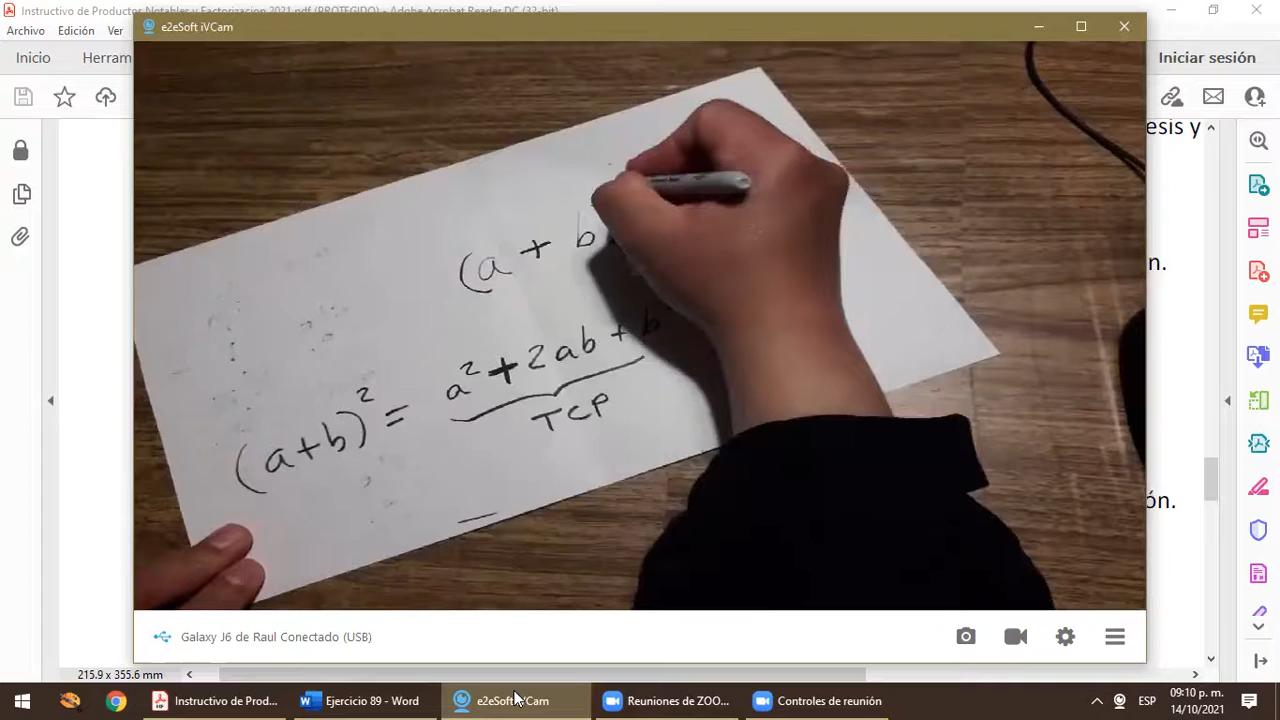 Instructivo de Productos Notables y Factorizacion 2021.pdf (PROTEGIDO) - Adobe Acrobat Reader DC (32-bit)
Archivo Edición Ver
Inicio Herram
Iniciar sesión
e2eSoft iVCam
esis y
n.
ón.
(a + b
(a+b)² = a² + 2ab + b
TCP
Galaxy J6 de Raul Conectado (USB)
215.9 x 355.6 mm
Instructivo de Prod...
Ejercicio 89 - Word
e2eSoft iVCam
Reuniones de ZOO...
Controles de reunión
ESP
09:10 p. m.
14/10/2021